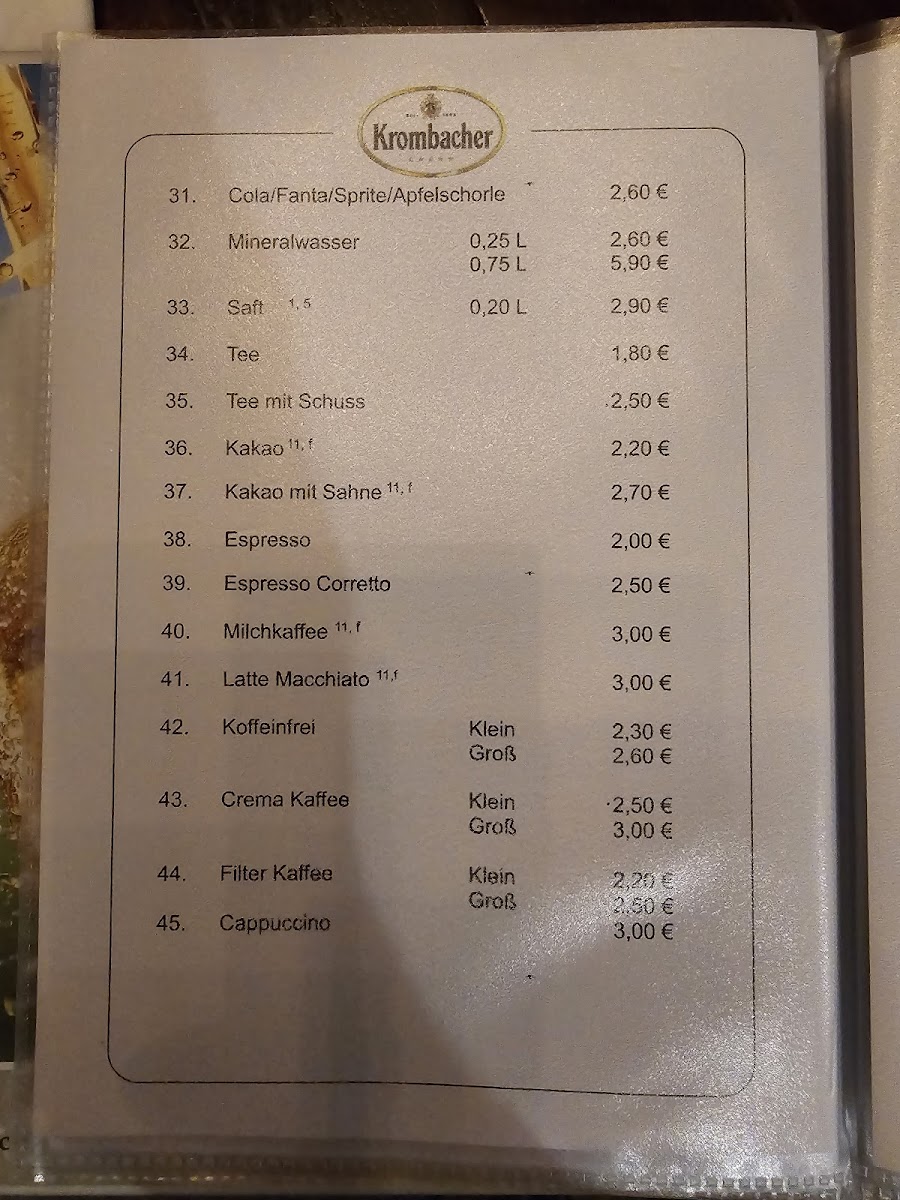 Krombacher
31. Cola/Fanta/Sprite/Apfelschorle 2,60 €
32. Mineralwasser 0,25 L 2,60 €
0,75 L 5,90 €
33. Saft 1, 5 0,20 L 2,90 €
34. Tee 1,80 €
35. Tee mit Schuss 2,50 €
36. Kakao 11, f 2,20 €
37. Kakao mit Sahne 11, f 2,70 €
38. Espresso 2,00 €
39. Espresso Corretto 2,50 €
40. Milchkaffee 11, f 3,00 €
41. Latte Macchiato 11,f 3,00 €
42. Koffeinfrei Klein 2,30 €
Groß 2,60 €
43. Crema Kaffee Klein 2,50 €
Groß 3,00 €
44. Filter Kaffee Klein 2,20 €
Groß 2,50 €
45. Cappuccino 3,00 €